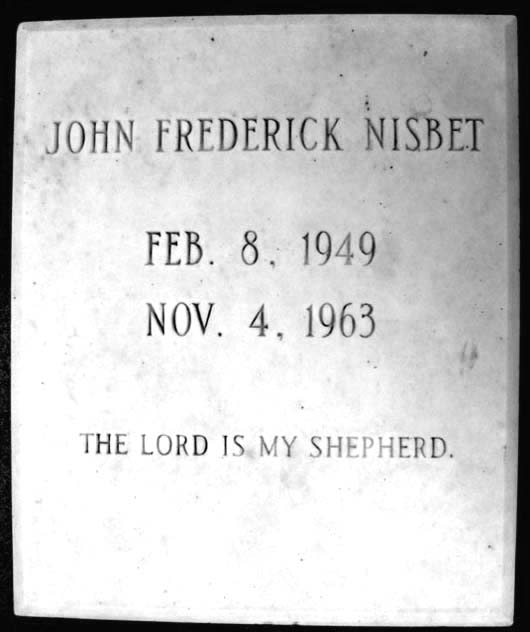 JOHN FREDERICK NISBET
FEB. 8, 1949
NOV. 4, 1963
THE LORD IS MY SHEPHERD.